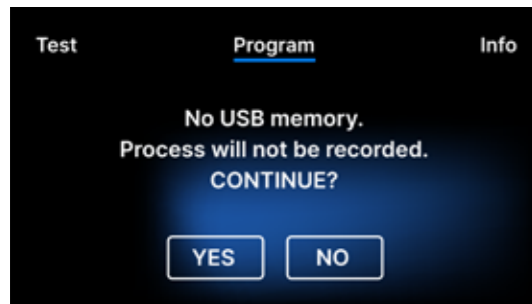 Test Program Info
No USB memory.
Process will not be recorded.
CONTINUE?
YES NO